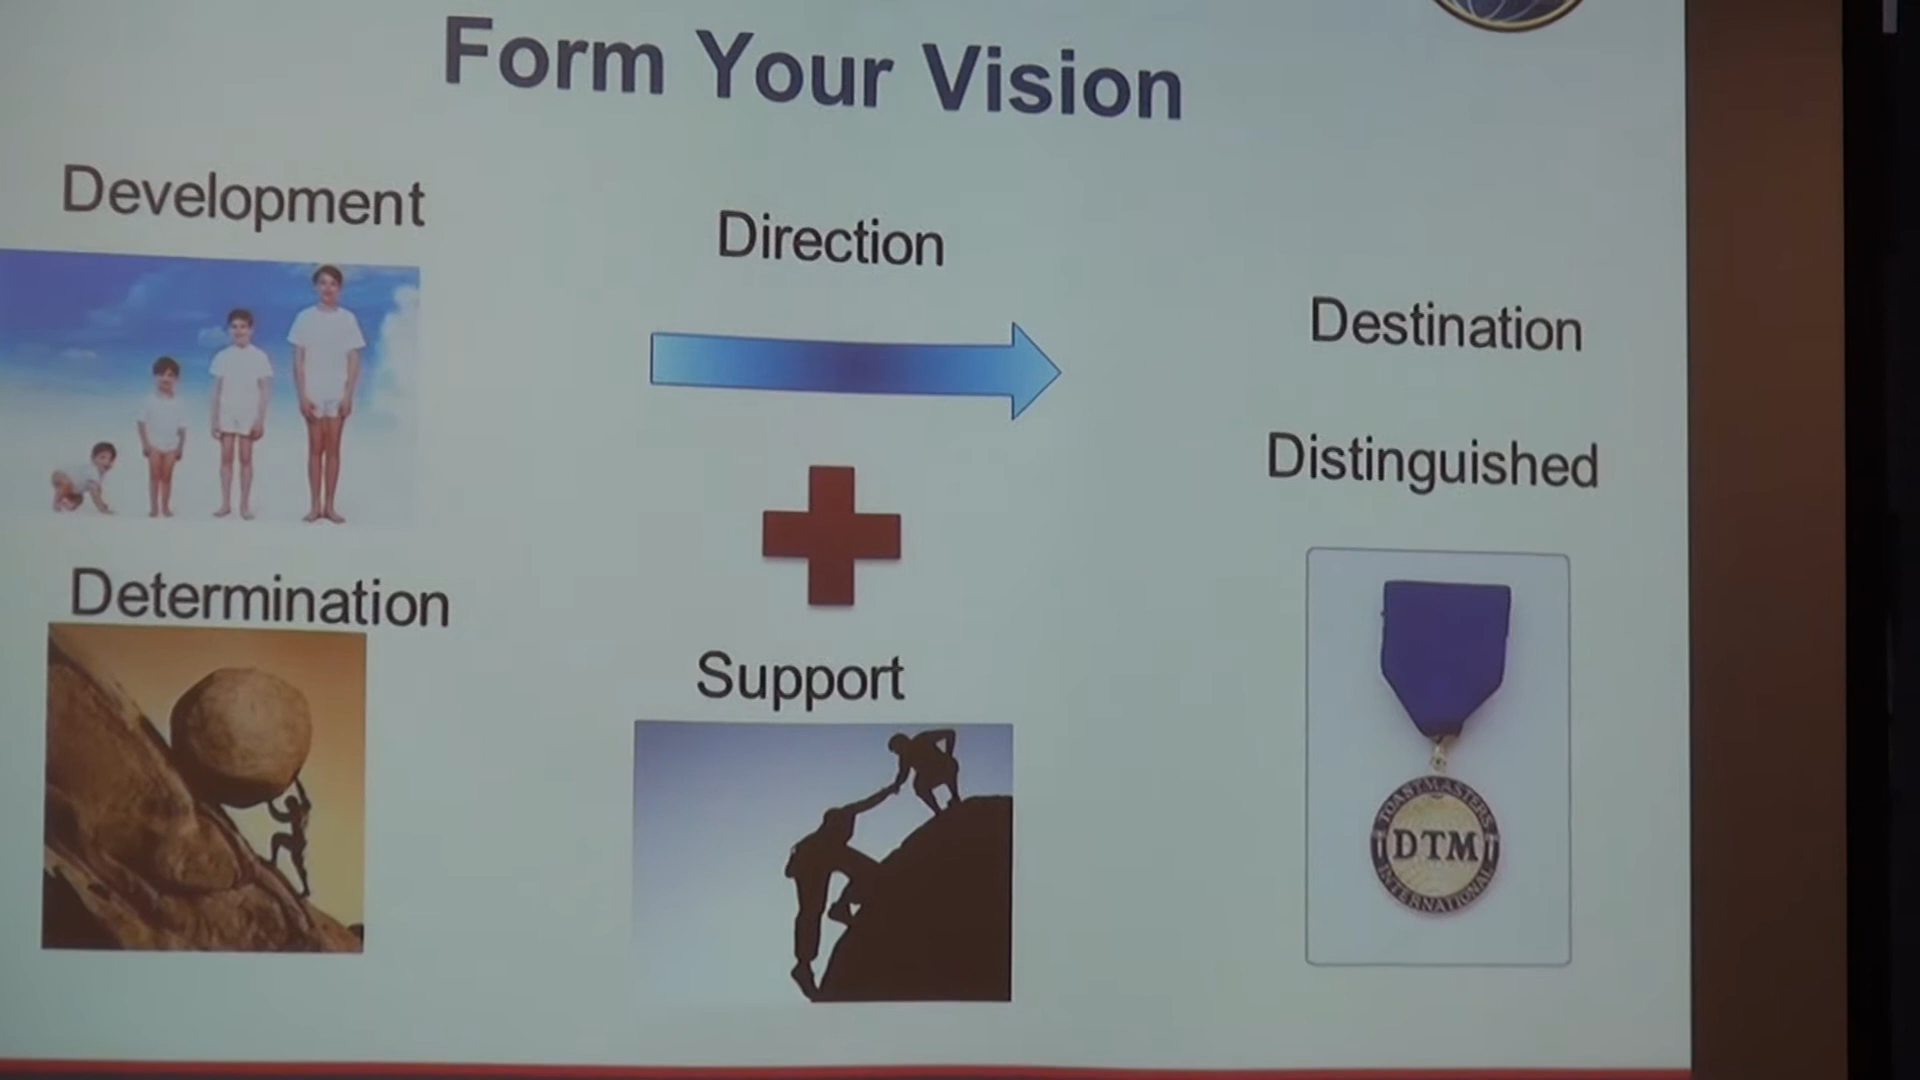 Form Your Vision
Development
Direction
Destination
Distinguished
Determination
Support
TOASTMASTERS
DTM
INTERNATIONAL